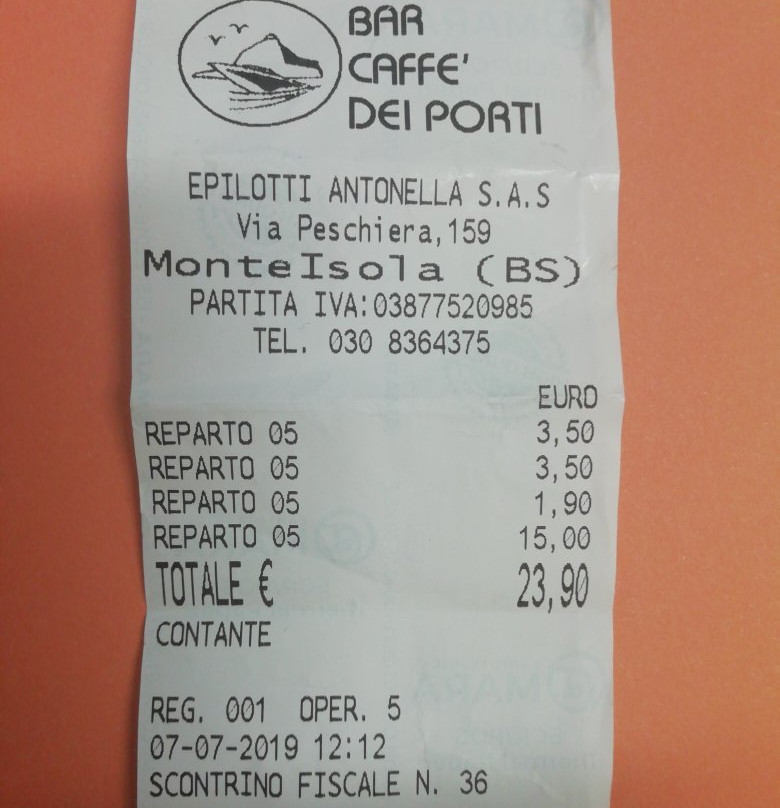 BAR
CAFFE'
DEI PORTI
EPILOTTI ANTONELLA S.A.S
Via Peschiera,159
MonteIsola (BS)
PARTITA IVA:03877520985
TEL. 030 8364375
EURO
REPARTO 05 3,50
REPARTO 05 3,50
REPARTO 05 1,90
REPARTO 05 15,00
TOTALE € 23,90
CONTANTE
REG. 001 OPER. 5
07-07-2019 12:12
SCONTRINO FISCALE N. 36